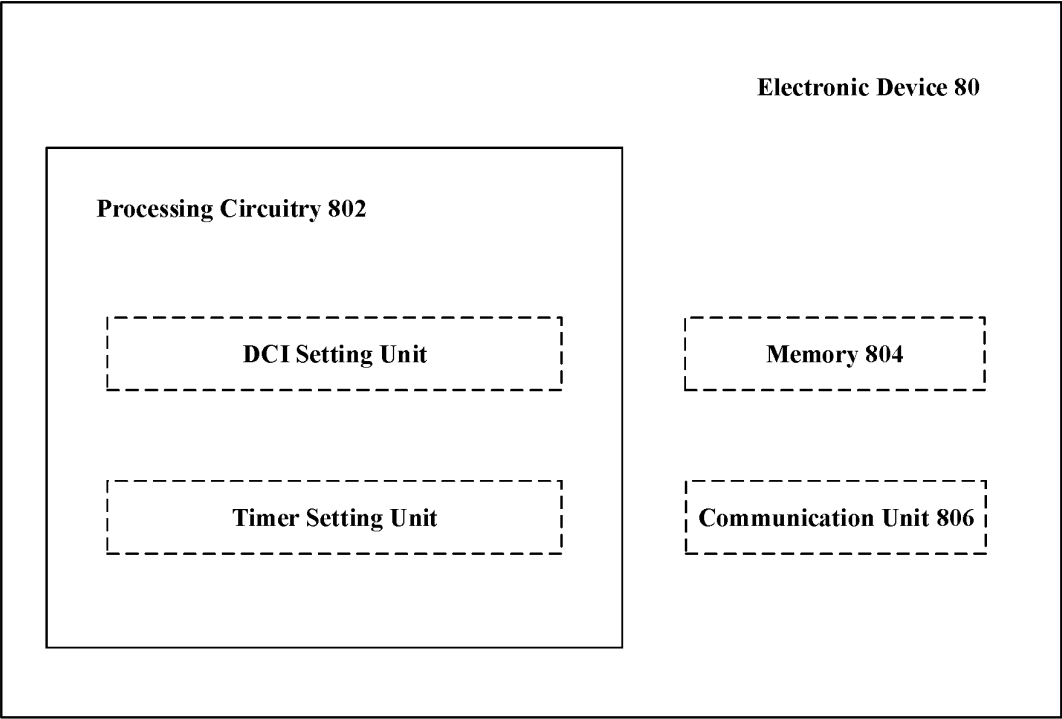 Electronic Device 80
Processing Circuitry 802
DCI Setting Unit
Memory 804
Timer Setting Unit
Communication Unit 806